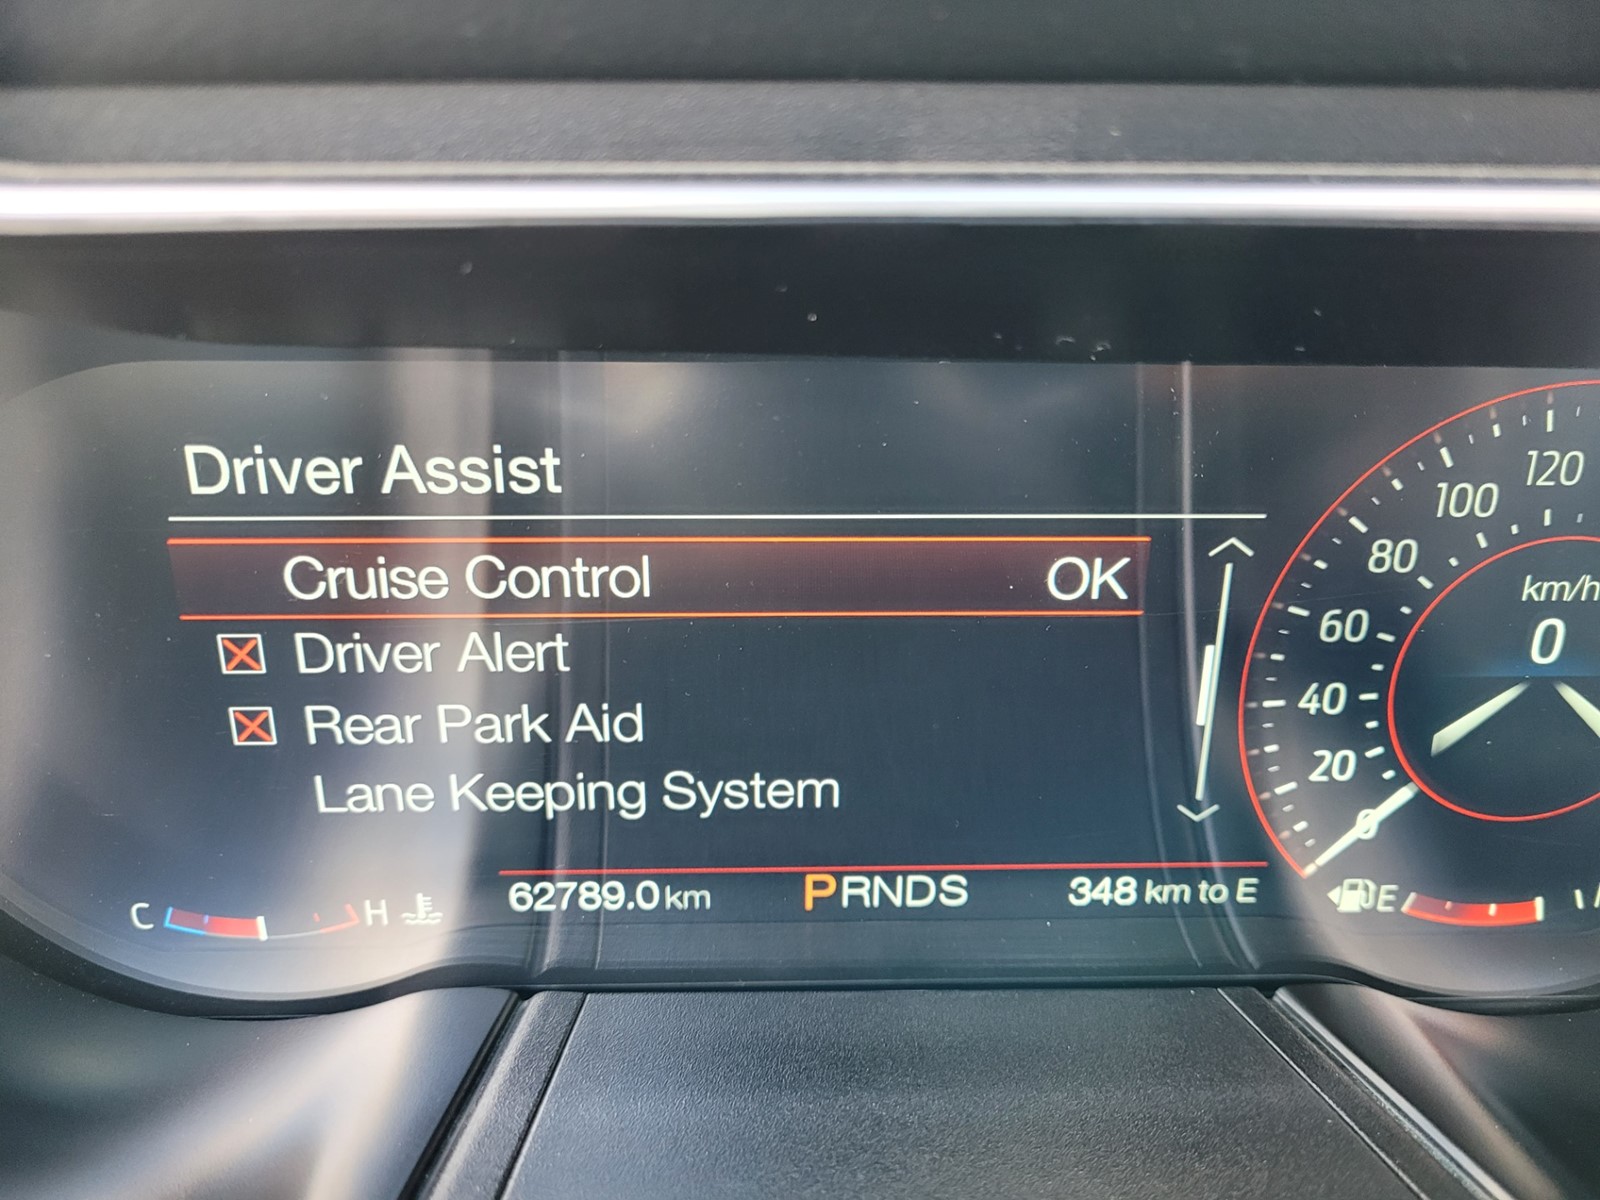 Driver Assist
Cruise Control OK
Driver Alert
Rear Park Aid
Lane Keeping System
C H
62789.0 km PRNDS 348 km to E
E
120
100
80
60
40
20
0
km/h
0